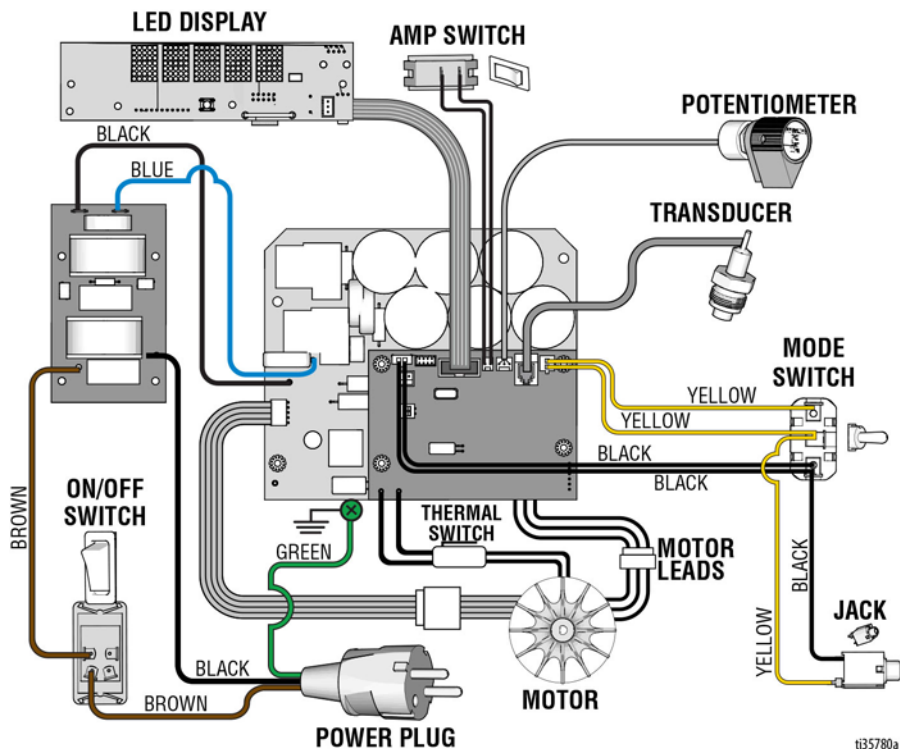 LED DISPLAY
AMP SWITCH
POTENTIOMETER
BLACK
BLUE
TRANSDUCER
MODE
SWITCH
YELLOW
YELLOW
BLACK
BLACK
ON/OFF
SWITCH
BROWN
THERMAL
SWITCH
GREEN
MOTOR
LEADS
BLACK
YELLOW
JACK
BLACK
BROWN
MOTOR
POWER PLUG
ti35780a